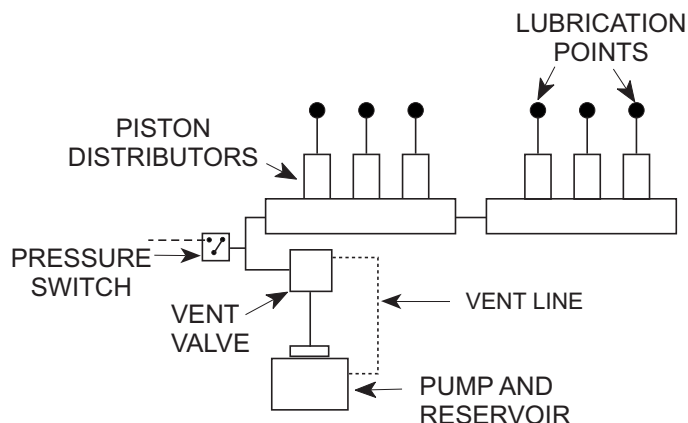 LUBRICATION
POINTS
PISTON
DISTRIBUTORS
PRESSURE
SWITCH
VENT
VALVE
VENT LINE
PUMP AND
RESERVOIR